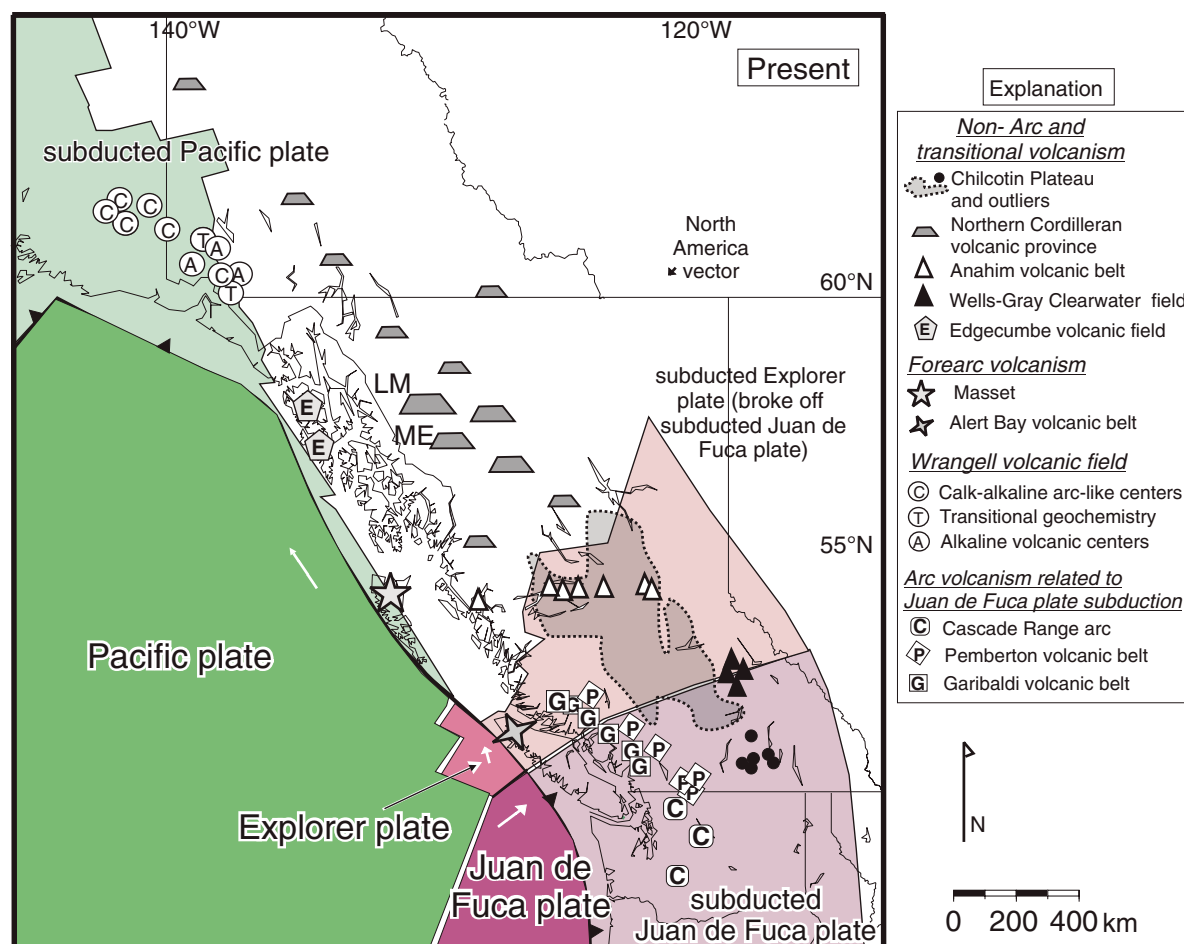 140°W
120°W
Present
subducted Pacific plate
C
C
C
C
C
T
A
A
C
A
T
North
America
vector
60°N
LM
ME
E
E
subducted Explorer
plate (broke off
subducted Juan de
Fuca plate)
55°N
Pacific plate
G
G
P
G
G
P
G
P
G
P
P
P
C
C
C
Explorer plate
Juan de
Fuca plate
subducted
Juan de Fuca plate
Explanation
Non- Arc and
transitional volcanism
Chilcotin Plateau
and outliers
Northern Cordilleran
volcanic province
Anahim volcanic belt
Wells-Gray Clearwater field
E Edgecumbe volcanic field
Forearc volcanism
Masset
Alert Bay volcanic belt
Wrangell volcanic field
C Calk-alkaline arc-like centers
T Transitional geochemistry
A Alkaline volcanic centers
Arc volcanism related to
Juan de Fuca plate subduction
C Cascade Range arc
P Pemberton volcanic belt
G Garibaldi volcanic belt
N
0 200 400 km